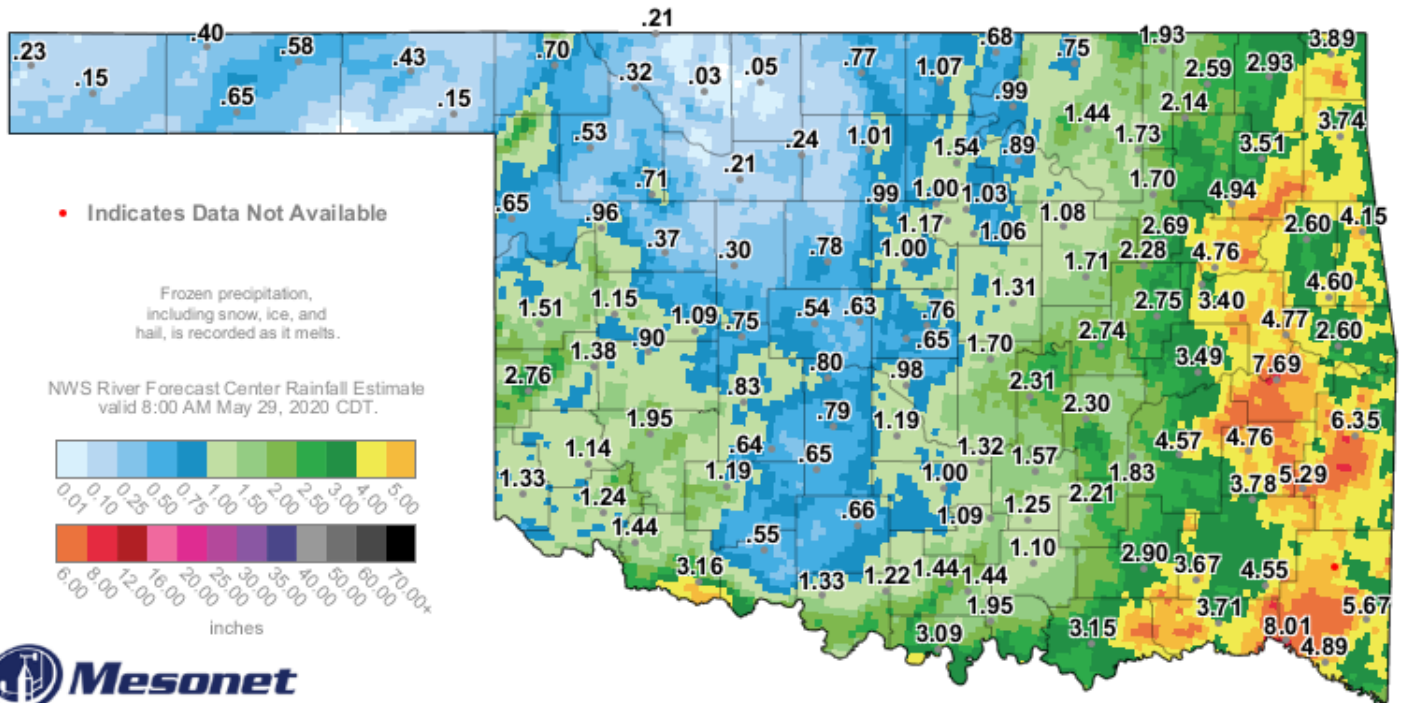 .21
.23 .40 .58 .43 .70 .32 .03 .05 .77 1.07 .68 .75 1.93 3.89
.15 .65 .15 .99 2.59 2.93
2.14
.53 .24 1.01 1.54 .89 1.44 1.73 3.51 3.74
.21
.71 .99 1.00 1.03 1.70 4.94
.65 .96 1.17 1.06 1.08 2.69 2.60 4.15
• Indicates Data Not Available
.37 .30 .78 1.00 1.71 2.28 4.76
Frozen precipitation,
including snow, ice, and
hail, is recorded as it melts.
1.51 1.15 1.09 .75 .54 .63 .76 1.31 2.75 3.40 4.60
.90 .65 1.70 2.74 4.77 2.60
1.38 .80 .98 3.49 7.69
2.76 .83 2.31
NWS River Forecast Center Rainfall Estimate
valid 8:00 AM May 29, 2020 CDT.
1.95 .79 1.19 2.30 6.35
1.14 .64 .65 1.32 1.57 4.57 4.76
1.33 1.19 1.00 1.83 3.78 5.29
1.24 2.21
1.44 .66 1.09 1.25
.55 1.10 2.90
3.16 1.33 1.22 1.44 1.44 3.67 4.55
1.95 3.71 5.67
3.09 3.15 8.01
4.89
0.01 0.10 0.25 0.50 0.75 1.00 1.50 2.00 2.50 3.00 4.00 5.00
6.00 8.00 12.00 16.00 20.00 25.00 30.00 35.00 40.00 50.00 60.00 70.00+
inches
Mesonet